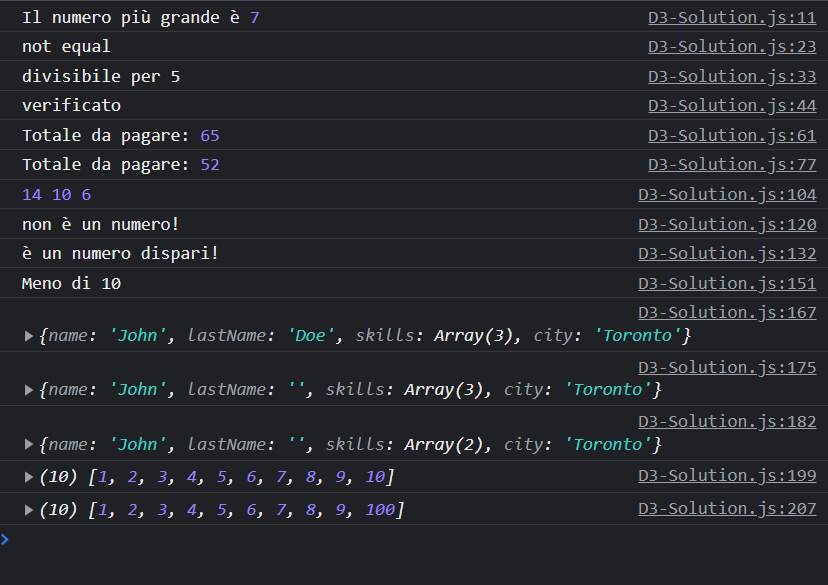 Il numero più grande è 7 D3-Solution.js:11
not equal D3-Solution.js:23
divisibile per 5 D3-Solution.js:33
verificato D3-Solution.js:44
Totale da pagare: 65 D3-Solution.js:61
Totale da pagare: 52 D3-Solution.js:77
14 10 6 D3-Solution.js:104
non è un numero! D3-Solution.js:120
è un numero dispari! D3-Solution.js:132
Meno di 10 D3-Solution.js:151
D3-Solution.js:167
{name: 'John', lastName: 'Doe', skills: Array(3), city: 'Toronto'}
D3-Solution.js:175
{name: 'John', lastName: '', skills: Array(3), city: 'Toronto'}
D3-Solution.js:182
{name: 'John', lastName: '', skills: Array(2), city: 'Toronto'}
(10) [1, 2, 3, 4, 5, 6, 7, 8, 9, 10] D3-Solution.js:199
(10) [1, 2, 3, 4, 5, 6, 7, 8, 9, 100] D3-Solution.js:207